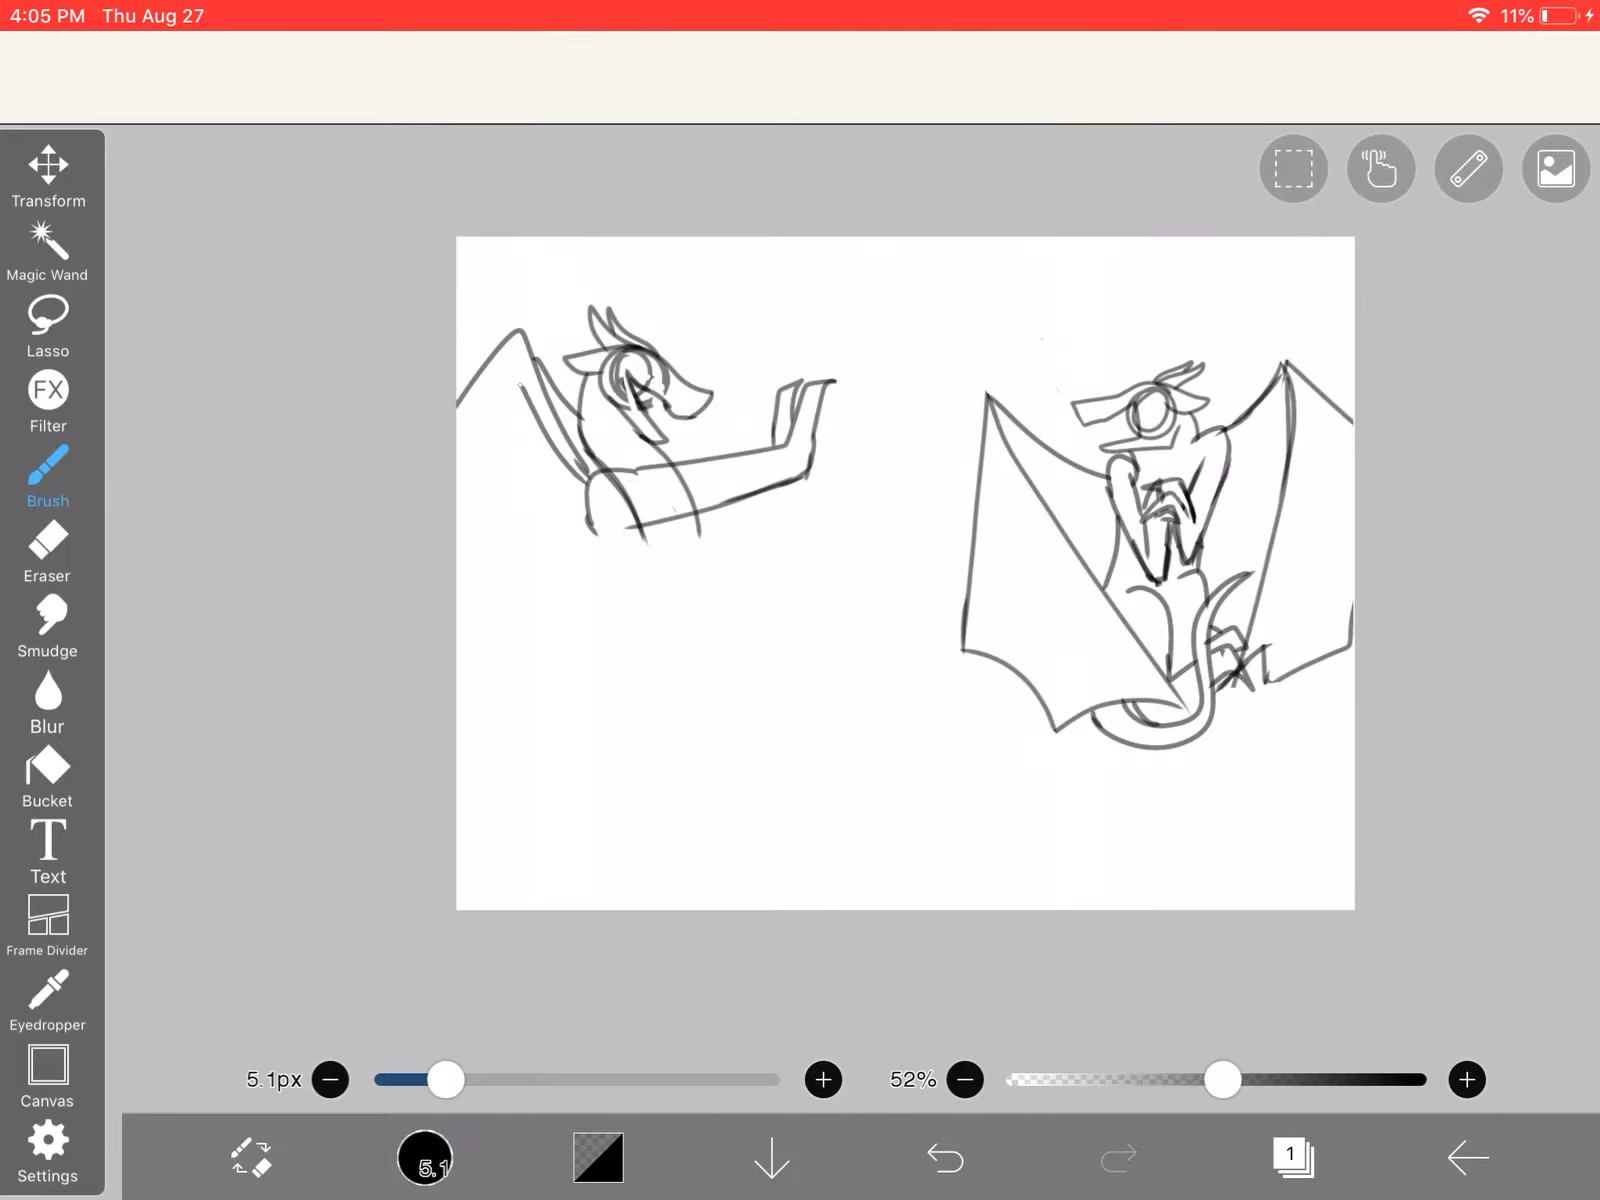 4:05 PM Thu Aug 27
11%
Transform
Magic Wand
Lasso
FX
Filter
Brush
Eraser
Smudge
Blur
Bucket
T
Text
Frame Divider
Eyedropper
Canvas
Settings
5.1px
52%
5.1
1